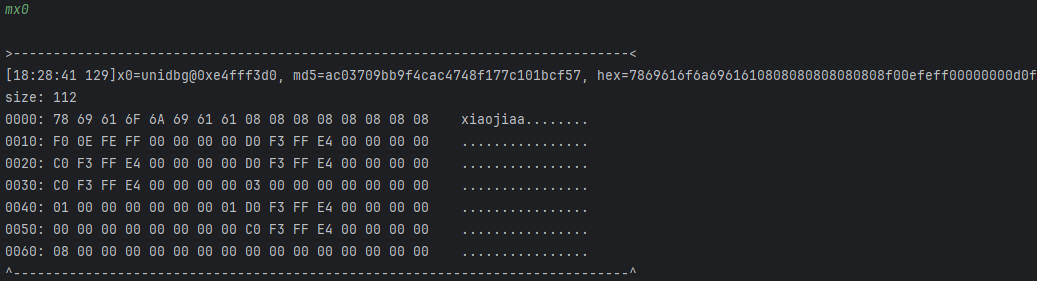 mx0
>-----------------------------------------------------------------------------<
[18:28:41 129]x0=unidbg@0xe4fff3d0, md5=ac03709bb9f4cac4748f177c101bcf57, hex=7869616f6a6961610808080808080808f00efeff00000000d0f
size: 112
0000: 78 69 61 6F 6A 69 61 61 08 08 08 08 08 08 08 08    xiaojiaa........
0010: F0 0E FE FF 00 00 00 00 D0 F3 FF E4 00 00 00 00    ................
0020: C0 F3 FF E4 00 00 00 00 D0 F3 FF E4 00 00 00 00    ................
0030: C0 F3 FF E4 00 00 00 00 03 00 00 00 00 00 00 00    ................
0040: 01 00 00 00 00 00 00 01 D0 F3 FF E4 00 00 00 00    ................
0050: 00 00 00 00 00 00 00 00 C0 F3 FF E4 00 00 00 00    ................
0060: 08 00 00 00 00 00 00 00 00 00 00 00 00 00 00 00    ................
^-----------------------------------------------------------------------------^